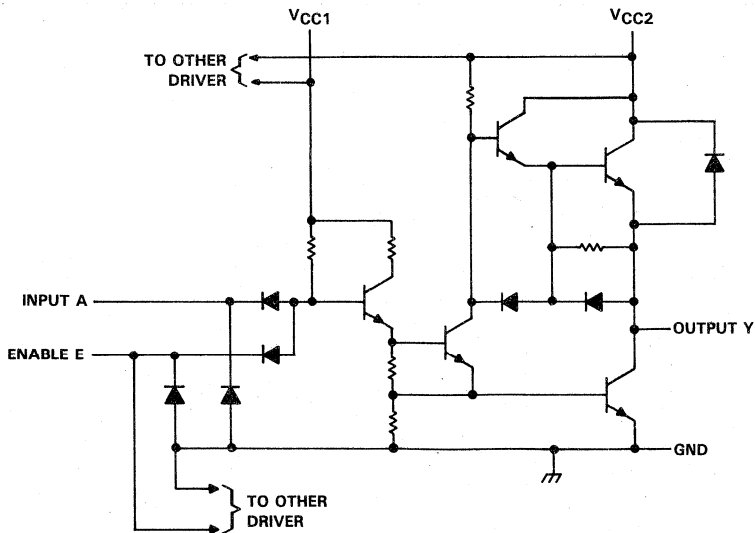 VCC1
VCC2
TO OTHER
DRIVER
INPUT A
ENABLE E
OUTPUT Y
GND
TO OTHER
DRIVER